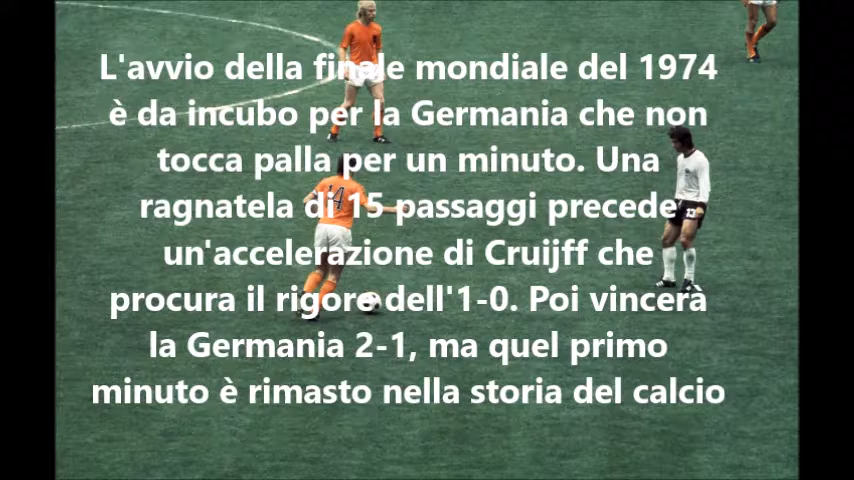 L'avvio della finale mondiale del 1974
è da incubo per la Germania che non
tocca palla per un minuto. Una
ragnatela di 15 passaggi precede
un'accelerazione di Cruijff che
procura il rigore dell'1-0. Poi vincerà
la Germania 2-1, ma quel primo
minuto è rimasto nella storia del calcio
14
13